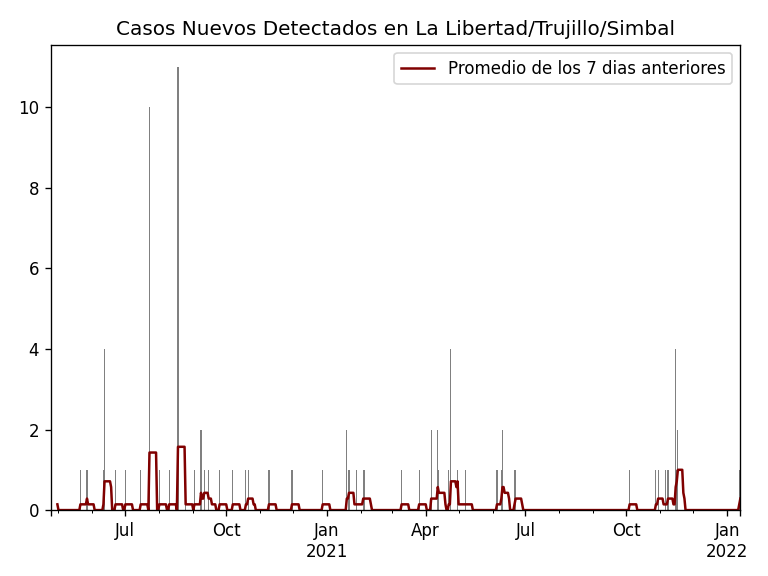 Casos Nuevos Detectados en La Libertad/Trujillo/Simbal
Promedio de los 7 dias anteriores
10
8
6
4
2
0
Jul
Oct
Jan
2021
Apr
Jul
Oct
Jan
2022